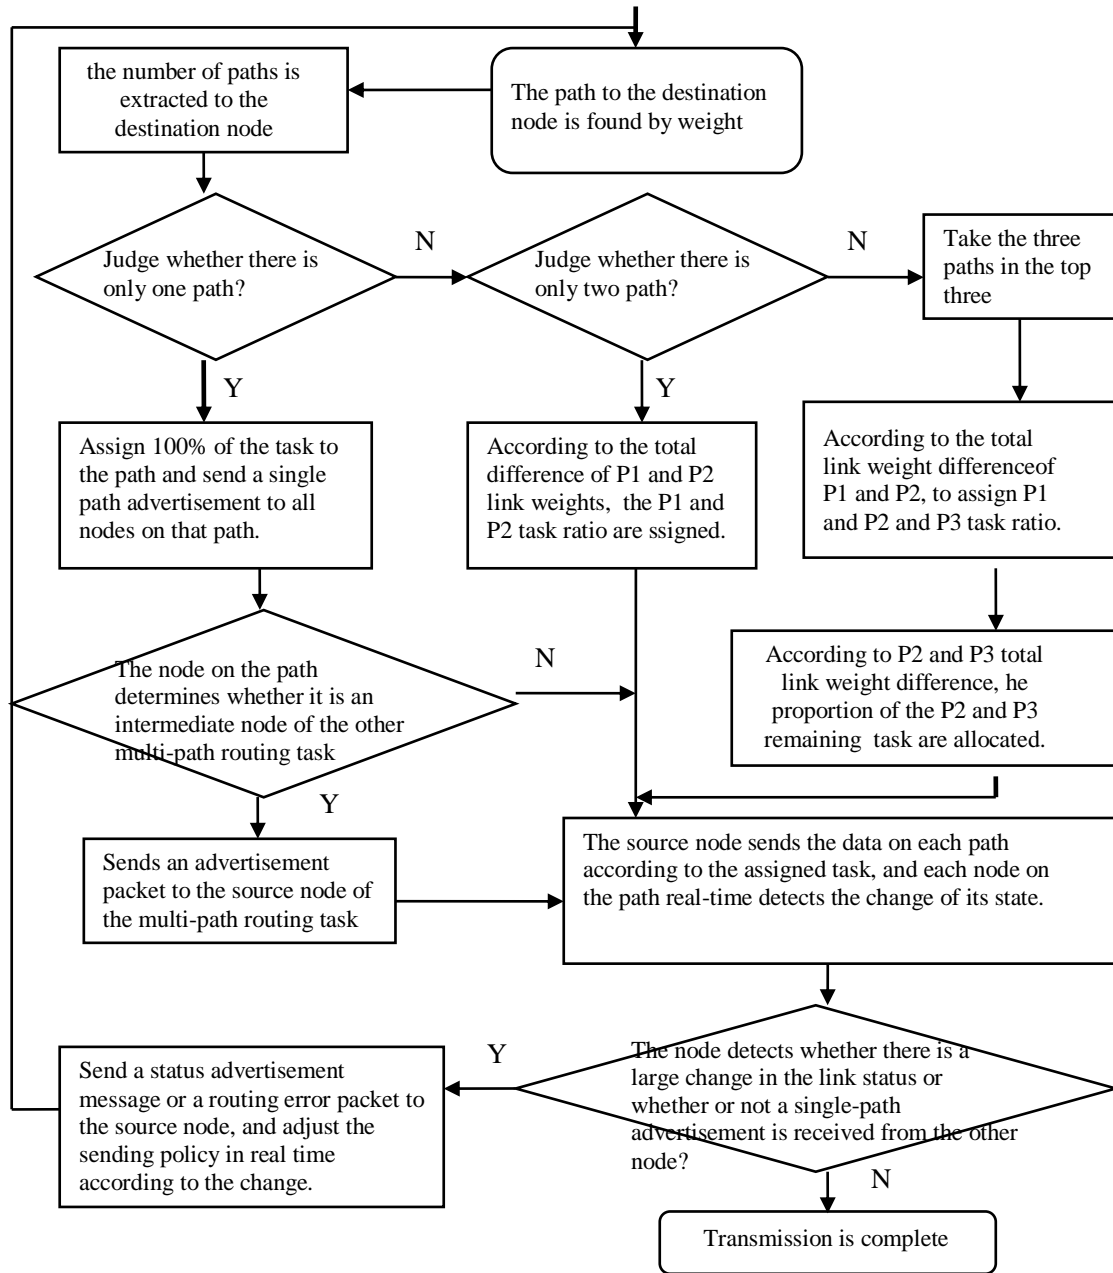 the number of paths is
extracted to the
destination node
The path to the destination
node is found by weight
Judge whether there is
only one path?
N
Judge whether there is
only two path?
N
Take the three
paths in the top
three
Y
Y
Assign 100% of the task to
the path and send a single
path advertisement to all
nodes on that path.
According to the total
difference of P1 and P2
link weights, the P1 and
P2 task ratio are ssigned.
According to the total
link weight differenceof
P1 and P2, to assign P1
and P2 and P3 task ratio.
The node on the path
determines whether it is an
intermediate node of the other
multi-path routing task
N
According to P2 and P3 total
link weight difference, he
proportion of the P2 and P3
remaining task are allocated.
Y
Sends an advertisement
packet to the source node of
the multi-path routing task
The source node sends the data on each path
according to the assigned task, and each node on
the path real-time detects the change of its state.
The node detects whether there is a
large change in the link status or
whether or not a single-path
advertisement is received from the other
node?
Y
Send a status advertisement
message or a routing error packet to
the source node, and adjust the
sending policy in real time
according to the change.
N
Transmission is complete